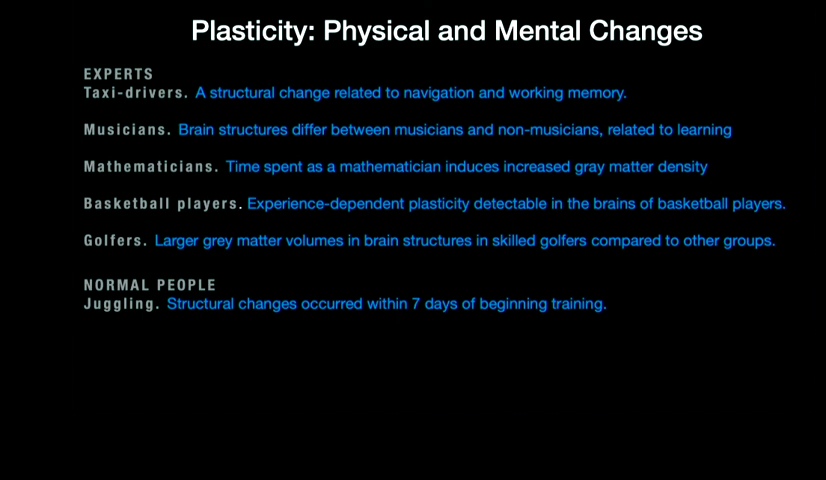 Plasticity: Physical and Mental Changes
EXPERTS
Taxi-drivers. A structural change related to navigation and working memory.
Musicians. Brain structures differ between musicians and non-musicians, related to learning
Mathematicians. Time spent as a mathematician induces increased gray matter density
Basketball players. Experience-dependent plasticity detectable in the brains of basketball players.
Golfers. Larger grey matter volumes in brain structures in skilled golfers compared to other groups.
NORMAL PEOPLE
Juggling. Structural changes occurred within 7 days of beginning training.